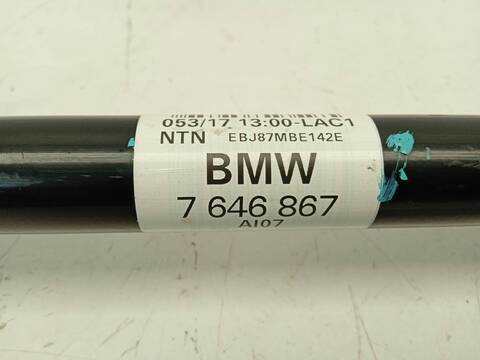 053/17 13:00-LAC1
NTN EBJ87MBE142E
BMW
7 646 867
AI07